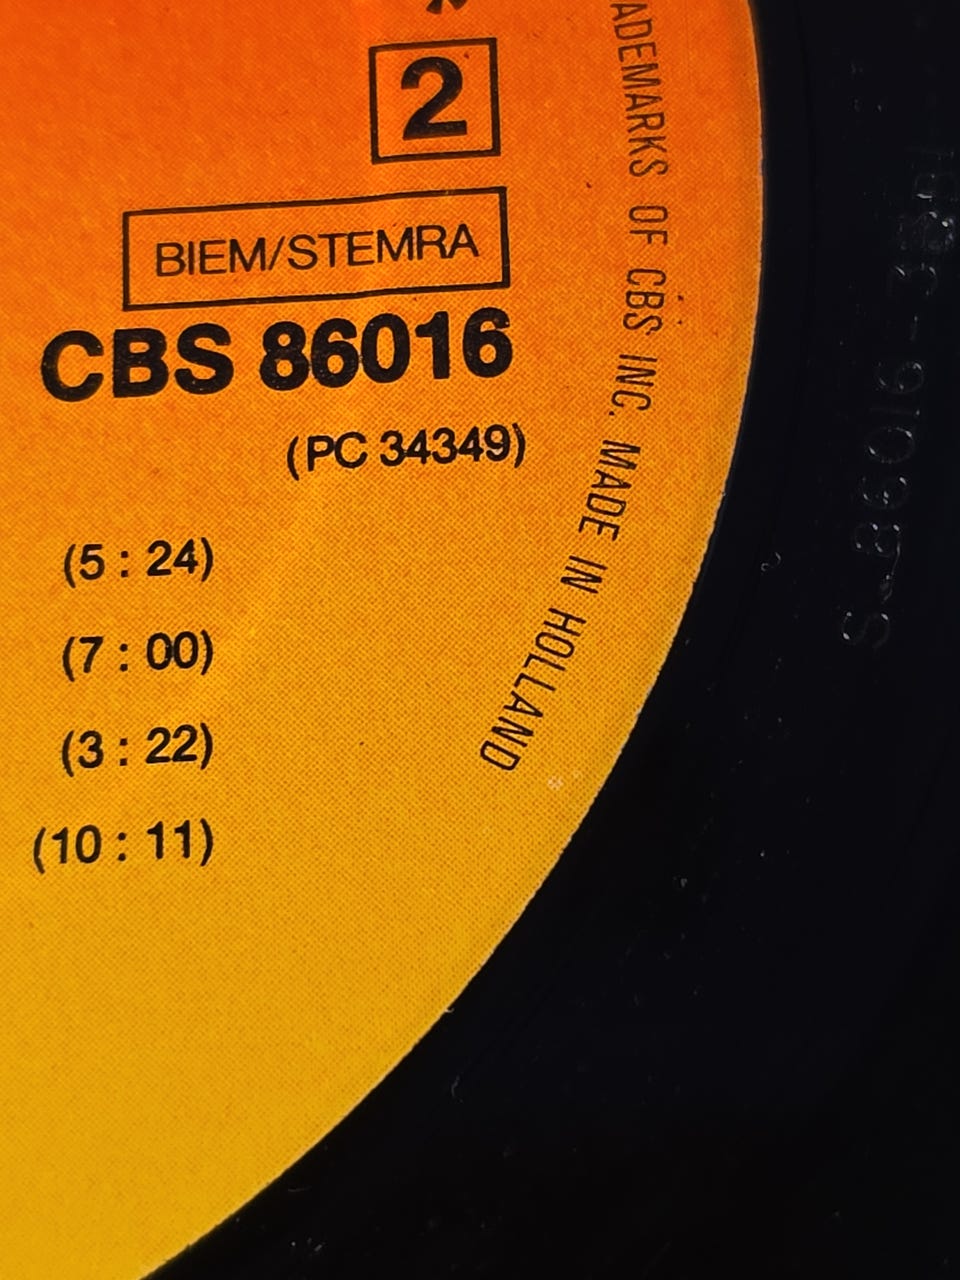 2
BIEM/STEMRA
CBS 86016
(PC 34349)
(5 : 24)
(7 : 00)
(3 : 22)
(10 : 11)
ADEMARKS OF CBS INC. MADE IN HOLLAND
S-86016-